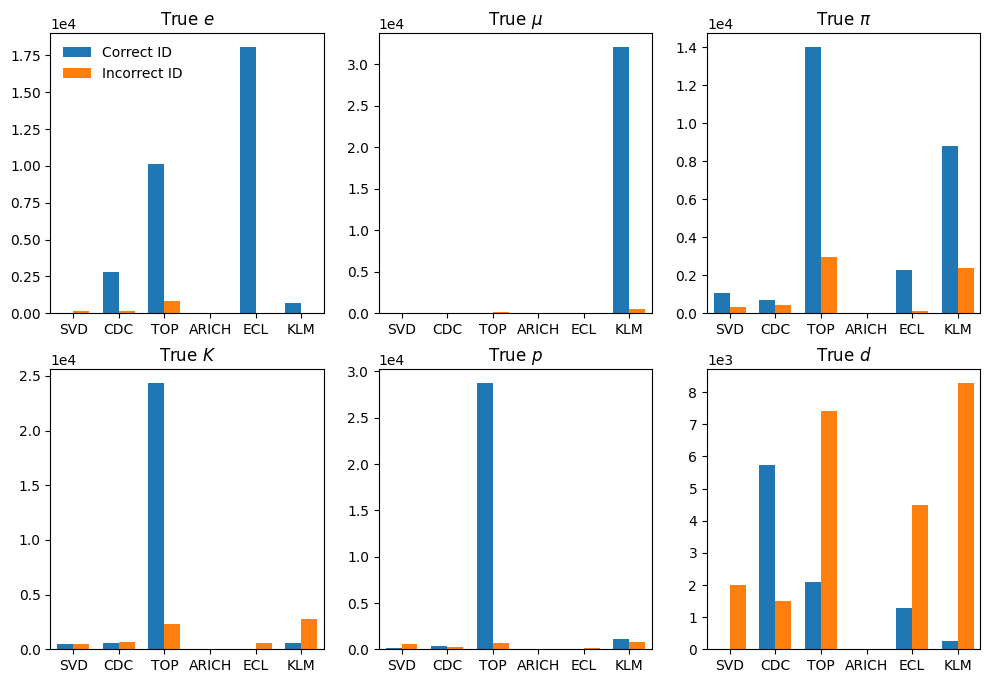 True e
1e4
Correct ID
Incorrect ID
1.75
1.50
1.25
1.00
0.75
0.50
0.25
0.00
SVD CDC TOP ARICH ECL KLM
True μ
1e4
3.0
2.5
2.0
1.5
1.0
0.5
0.0
SVD CDC TOP ARICH ECL KLM
True π
1e4
1.4
1.2
1.0
0.8
0.6
0.4
0.2
0.0
SVD CDC TOP ARICH ECL KLM
True K
1e4
2.5
2.0
1.5
1.0
0.5
0.0
SVD CDC TOP ARICH ECL KLM
True p
1e4
3.0
2.5
2.0
1.5
1.0
0.5
0.0
SVD CDC TOP ARICH ECL KLM
True d
1e3
8
7
6
5
4
3
2
1
0
SVD CDC TOP ARICH ECL KLM